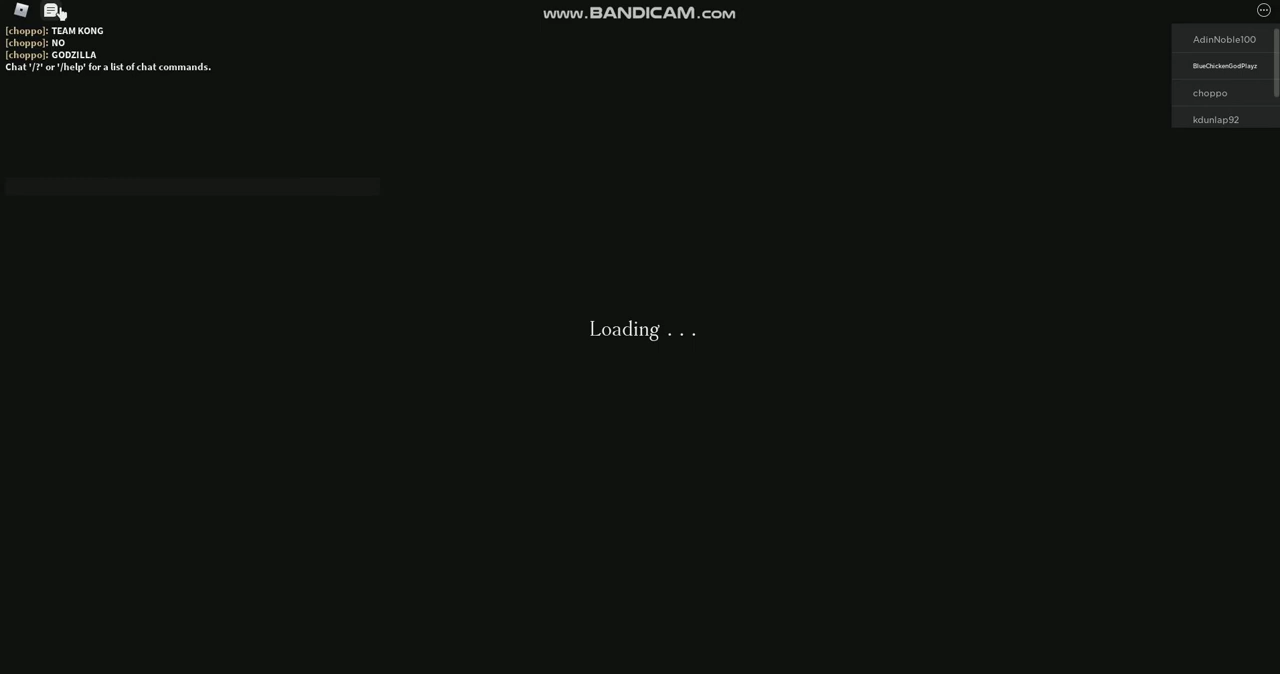 www.BANDICAM.com
[choppo]: TEAM KONG
[choppo]: NO
[choppo]: GODZILLA
Chat '/?' or '/help' for a list of chat commands.
AdinNoble100
BlueChickenGodPlayz
choppo
kdunlap92
Loading . . .